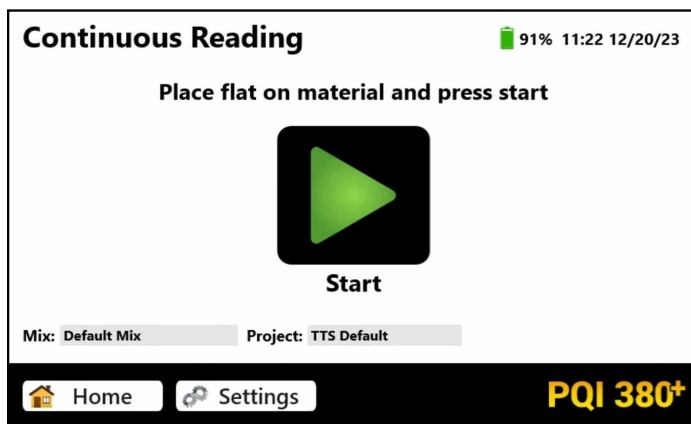 Continuous Reading
91% 11:22 12/20/23
Place flat on material and press start
Start
Mix: Default Mix Project: TTS Default
Home Settings PQI 380+